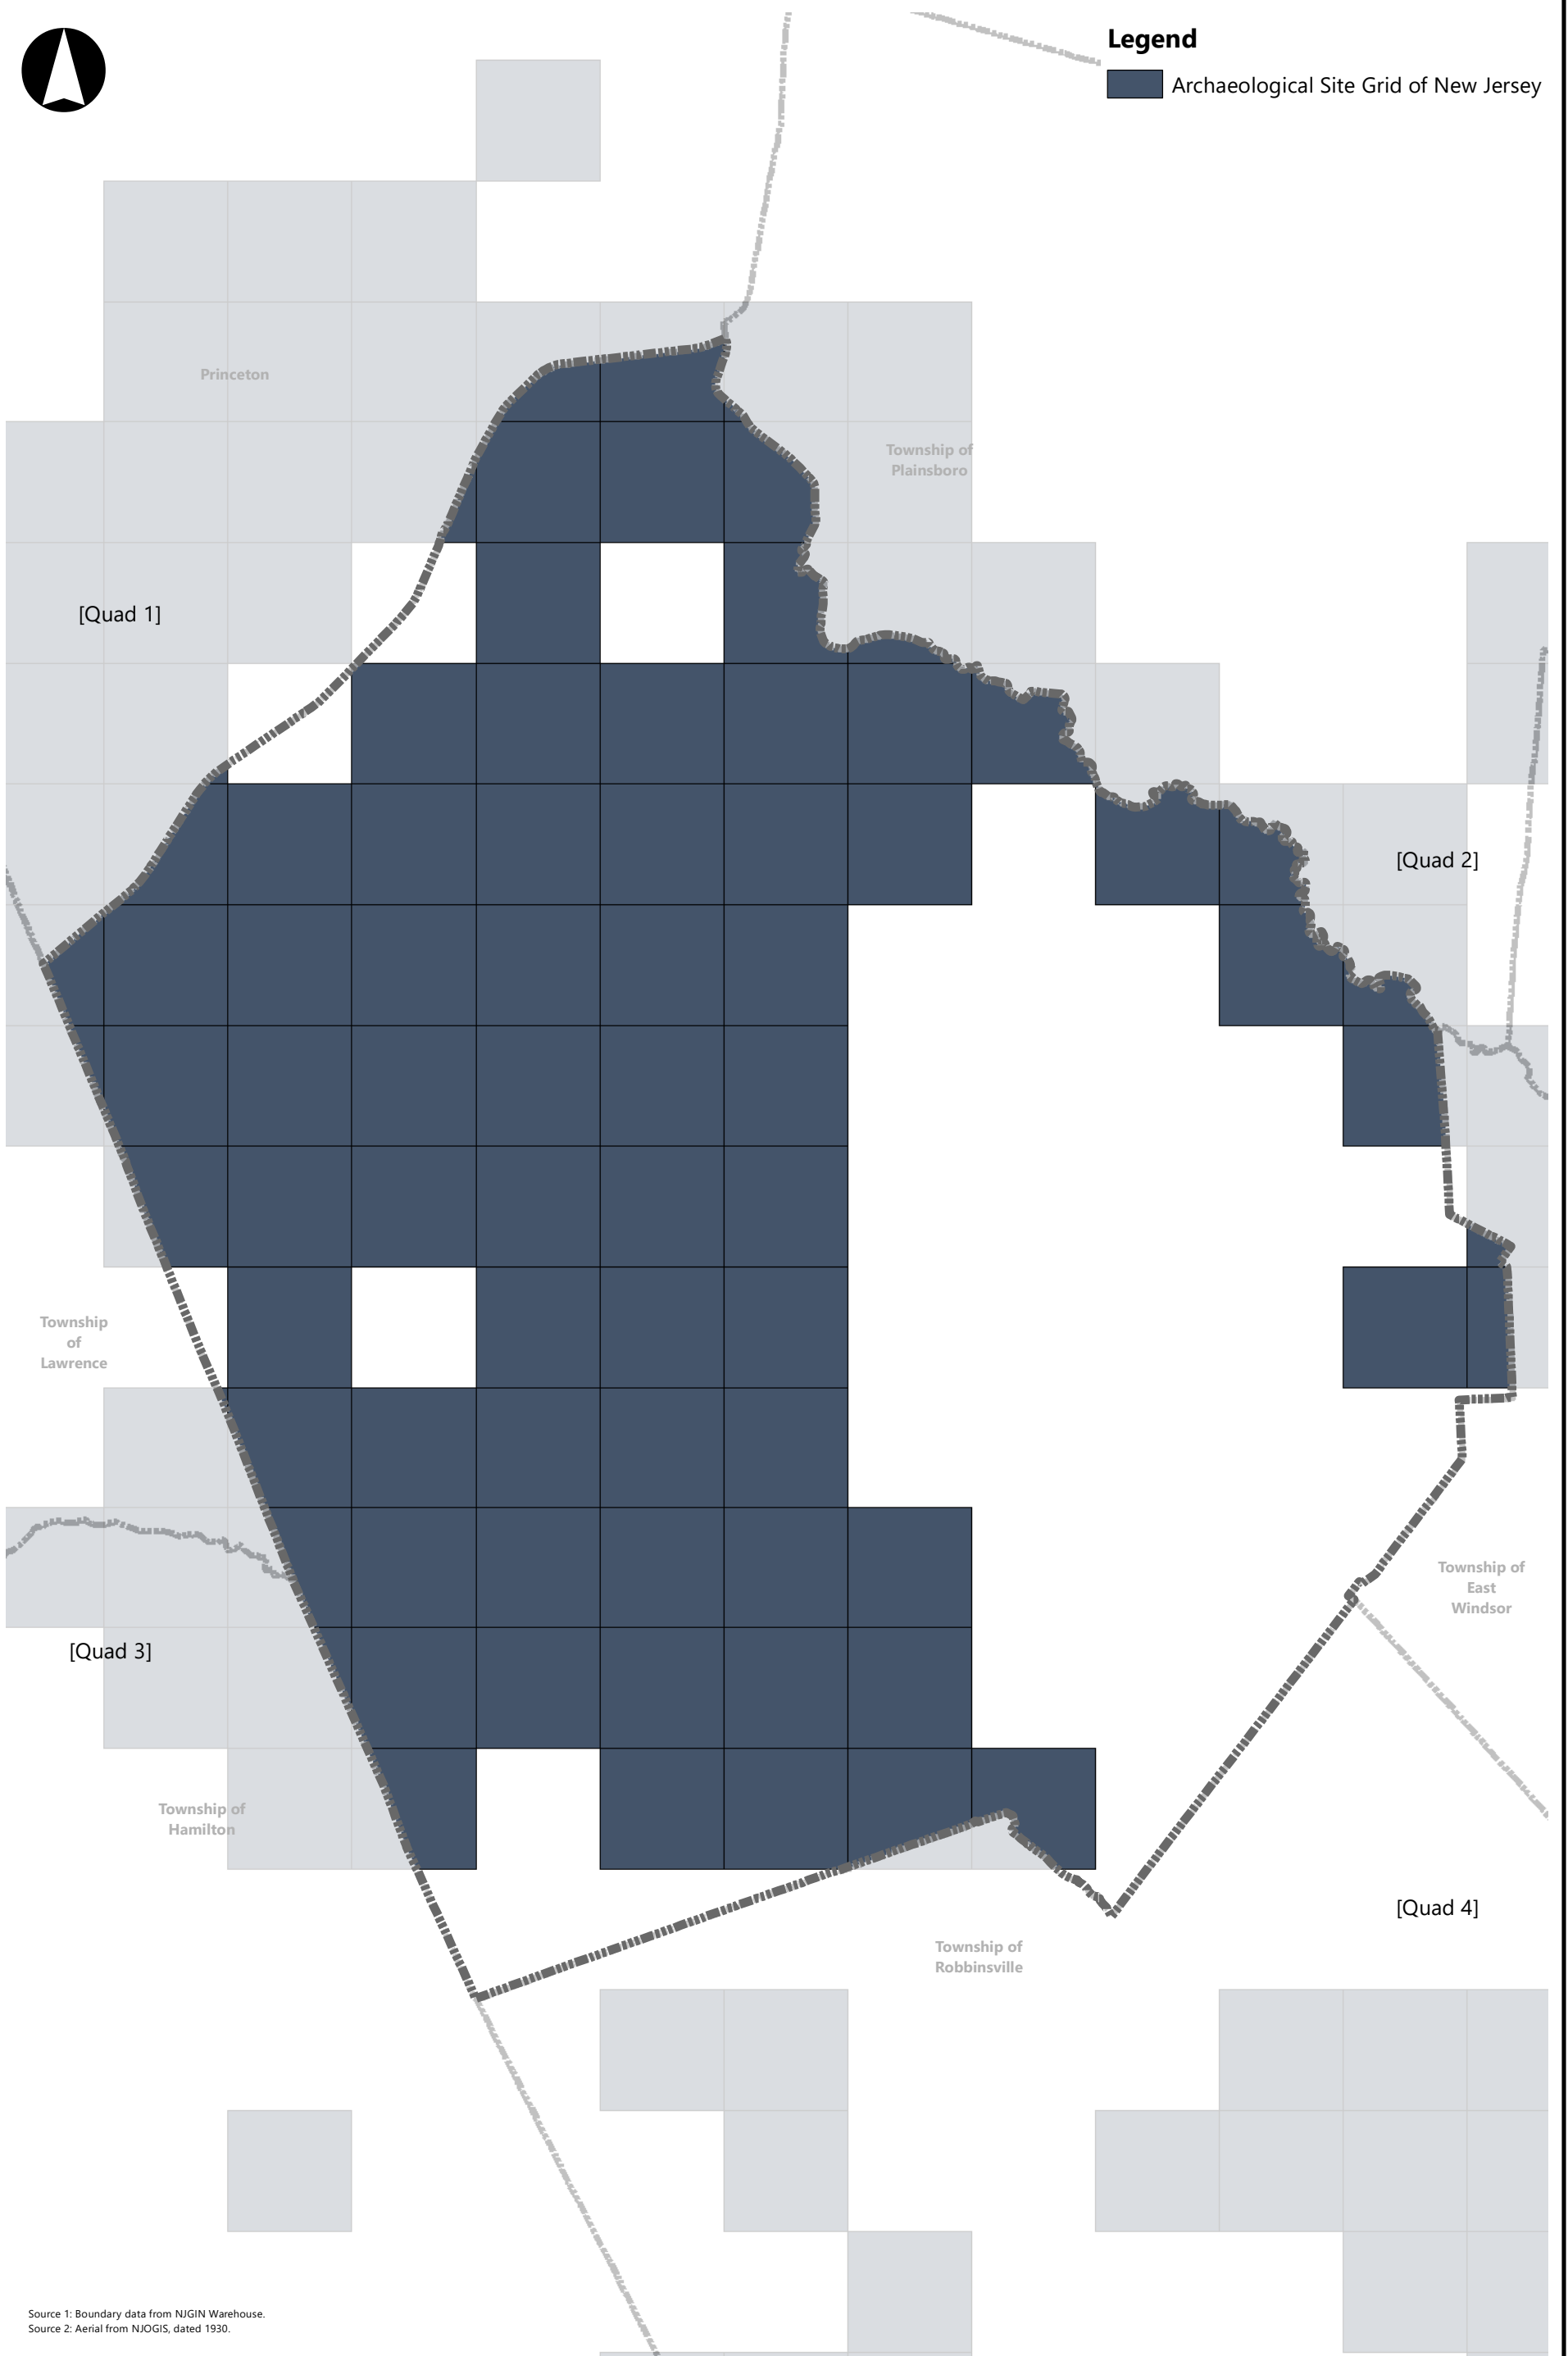 Legend
Archaeological Site Grid of New Jersey
Princeton
Township of
Plainsboro
[Quad 1]
[Quad 2]
Township
of
Lawrence
Township of
East
Windsor
[Quad 3]
Township of
Hamilton
[Quad 4]
Township of
Robbinsville
Source 1: Boundary data from NJGIN Warehouse.
Source 2: Aerial from NJOGIS, dated 1930.